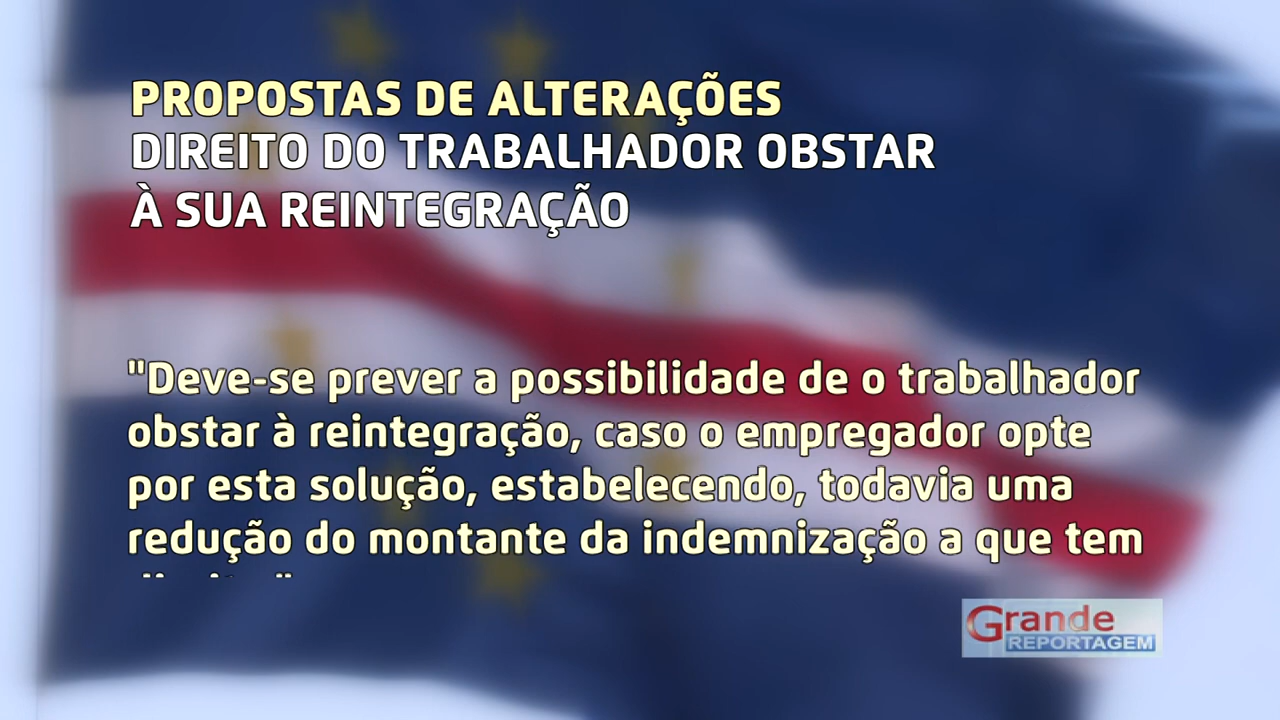 PROPOSTAS DE ALTERAÇÕES
DIREITO DO TRABALHADOR OBSTAR
À SUA REINTEGRAÇÃO
"Deve-se prever a possibilidade de o trabalhador
obstar à reintegração, caso o empregador opte
por esta solução, estabelecendo, todavia uma
redução do montante da indemnização a que tem
Grande
REPORTAGEM